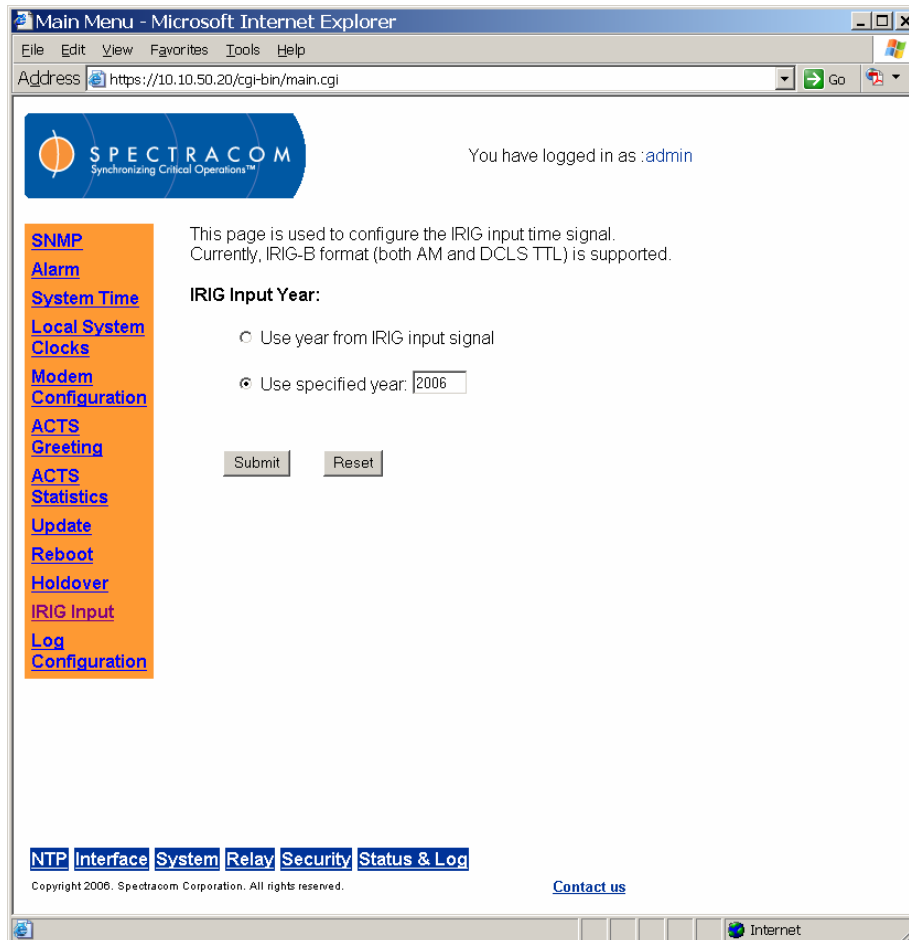 Main Menu - Microsoft Internet Explorer
File Edit View Favorites Tools Help
Address https://10.10.50.20/cgi-bin/main.cgi Go
SPECTRACOM
Synchronizing Critical Operations™
You have logged in as :admin
SNMP
Alarm
System Time
Local System
Clocks
Modem
Configuration
ACTS
Greeting
ACTS
Statistics
Update
Reboot
Holdover
IRIG Input
Log
Configuration
This page is used to configure the IRIG input time signal.
Currently, IRIG-B format (both AM and DCLS TTL) is supported.
IRIG Input Year:
Use year from IRIG input signal
Use specified year: 2006
Submit Reset
NTP Interface System Relay Security Status & Log
Copyright 2006. Spectracom Corporation. All rights reserved.
Contact us
Internet